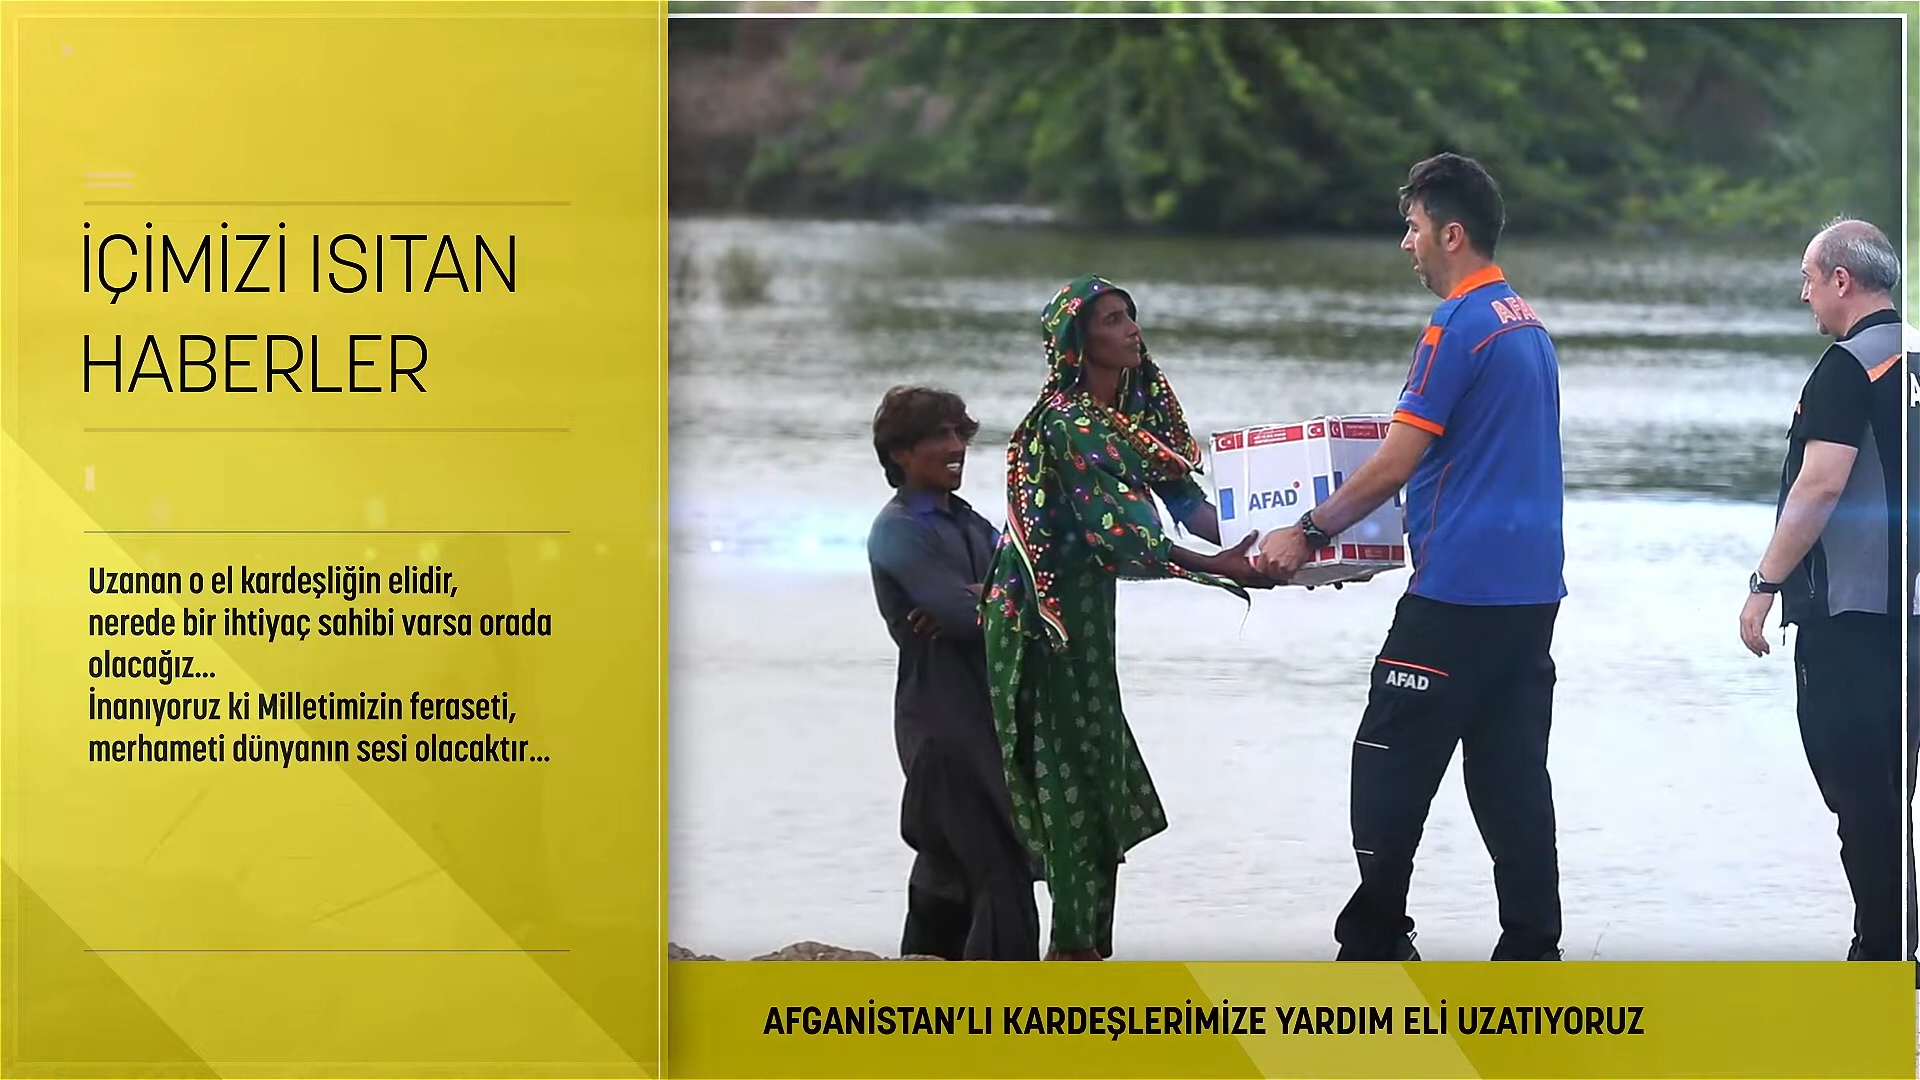 İÇİMİZİ ISITAN
HABERLER
Uzanan o el kardeşliğin elidir,
nerede bir ihtiyaç sahibi varsa orada
olacağız...
İnanıyoruz ki Milletimizin feraseti,
merhameti dünyanın sesi olacaktır...
AFAD
AFAD
AFAD
AFGANİSTAN'LI KARDEŞLERİMİZE YARDIM ELİ UZATIYORUZ